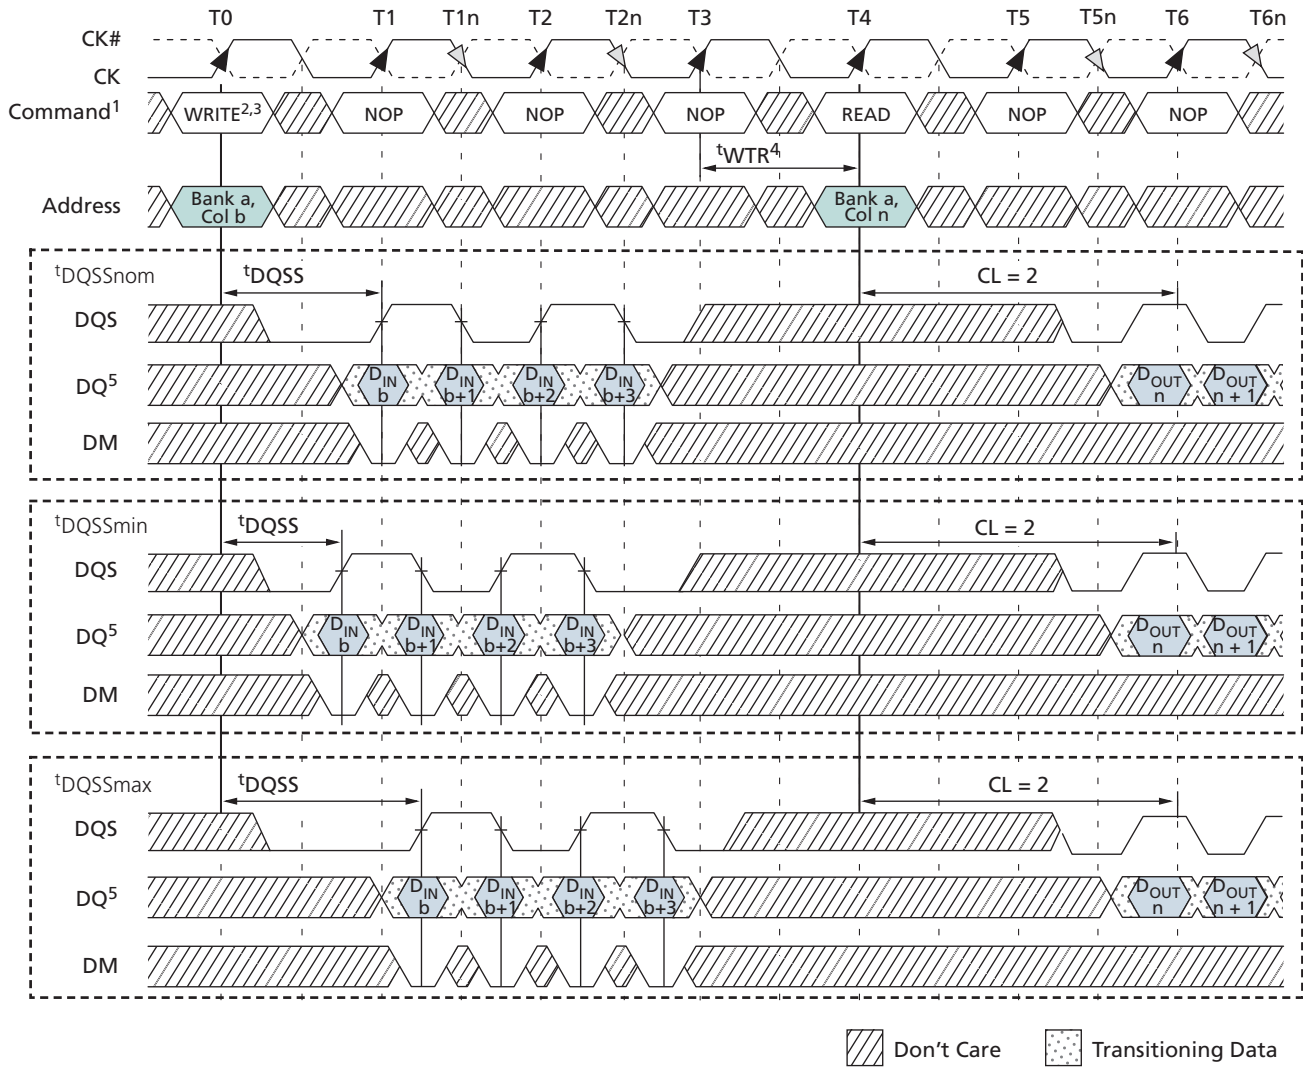 T0 T1 T1n T2 T2n T3 T4 T5 T5n T6 T6n
CK#
CK
Command1 WRITE2,3 NOP NOP NOP READ NOP NOP
tWTR4
Address Bank a, Col b Bank a, Col n
tDQSSnom tDQSS CL = 2
DQS
DQ5 DIN b DIN b+1 DIN b+2 DIN b+3 DOUT n DOUT n + 1
DM
tDQSSmin tDQSS CL = 2
DQS
DQ5 DIN b DIN b+1 DIN b+2 DIN b+3 DOUT n DOUT n + 1
DM
tDQSSmax tDQSS CL = 2
DQS
DQ5 DIN b DIN b+1 DIN b+2 DIN b+3 DOUT n DOUT n + 1
DM
Don't Care Transitioning Data